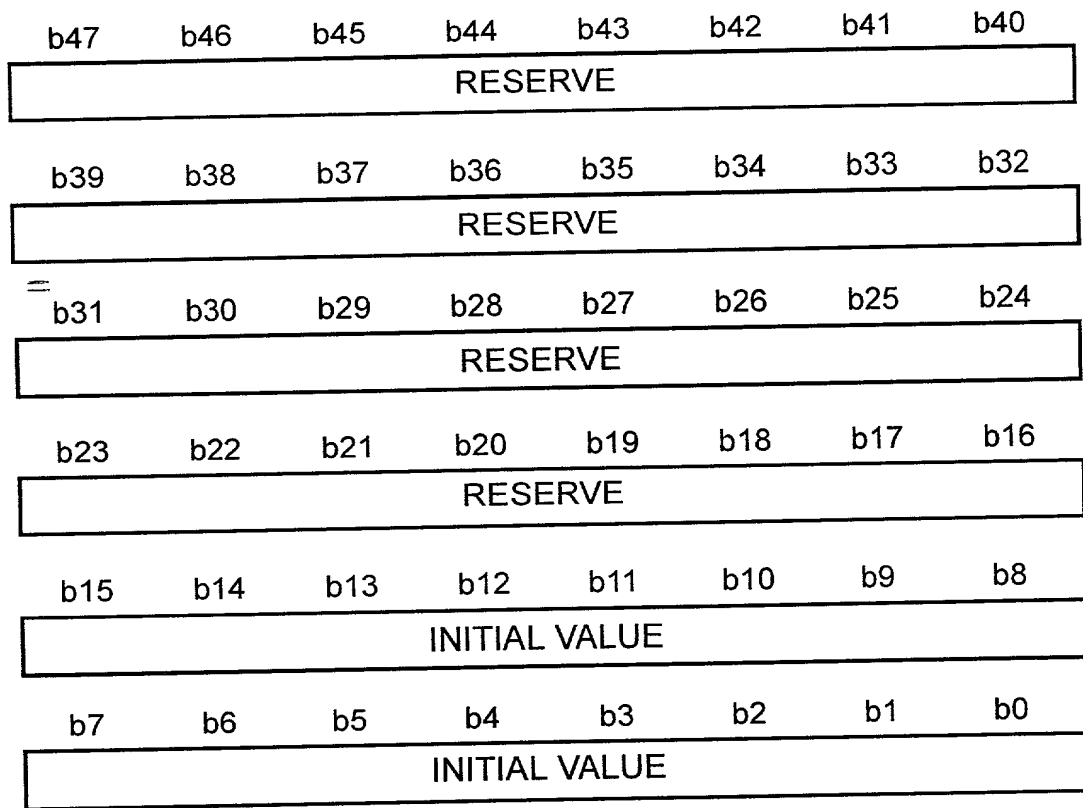 b47 b46 b45 b44 b43 b42 b41 b40
RESERVE
b39 b38 b37 b36 b35 b34 b33 b32
RESERVE
b31 b30 b29 b28 b27 b26 b25 b24
RESERVE
b23 b22 b21 b20 b19 b18 b17 b16
RESERVE
b15 b14 b13 b12 b11 b10 b9 b8
INITIAL VALUE
b7 b6 b5 b4 b3 b2 b1 b0
INITIAL VALUE